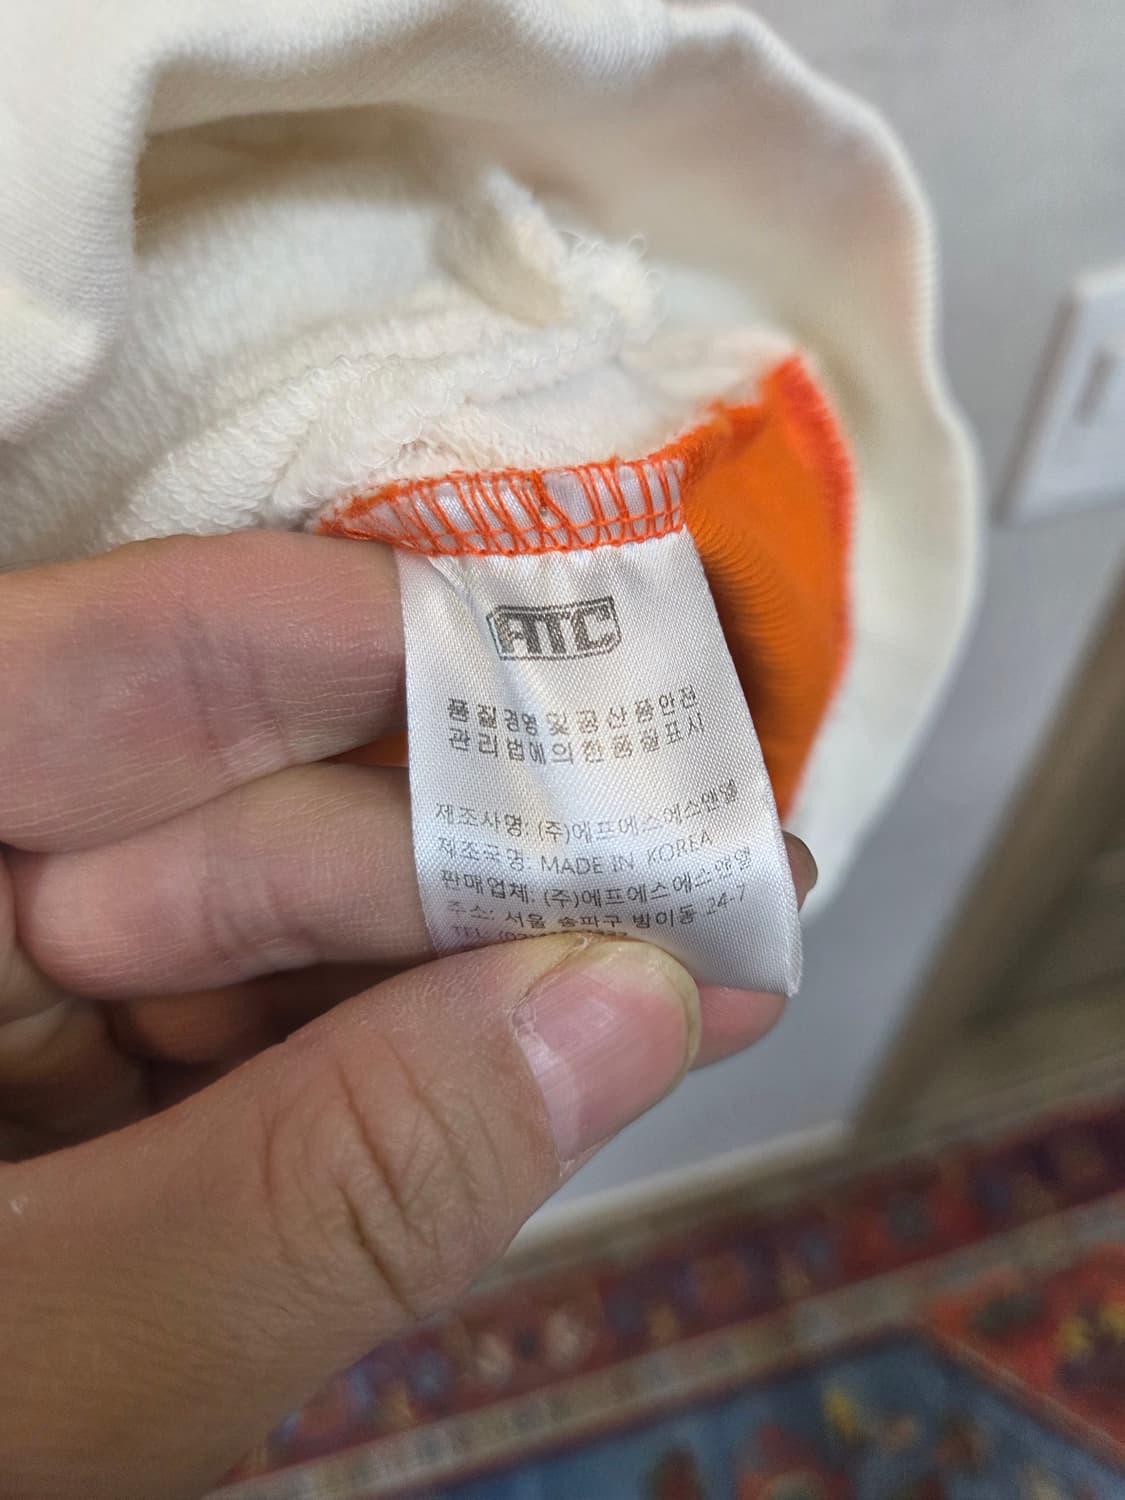 ATC
품질경영 및 공산품안전
관리법에의한 품질표시
제조사명: (주)에프에스에스앤엘
제조국명: MADE IN KOREA
판매업체: (주)에프에스에스앤엘
주소: 서울 송파구 방이동 24-7
TEL: